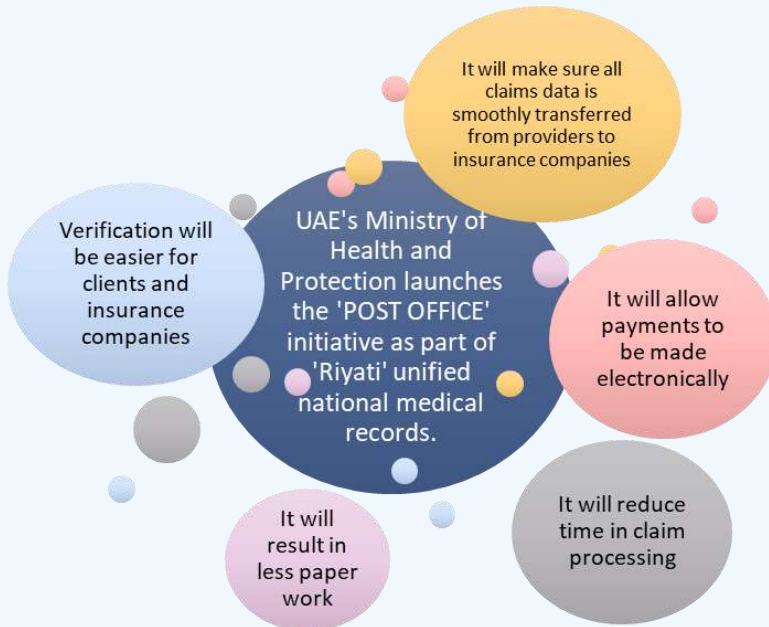 It will make sure all
claims data is
smoothly transferred
from providers to
insurance companies
UAE's Ministry of
Health and
Protection launches
the 'POST OFFICE'
initiative as part of
'Riyati' unified
national medical
records.
Verification will
be easier for
clients and
insurance
companies
It will allow
payments to
be made
electronically
It will reduce
time in claim
processing
It will
result in
less paper
work